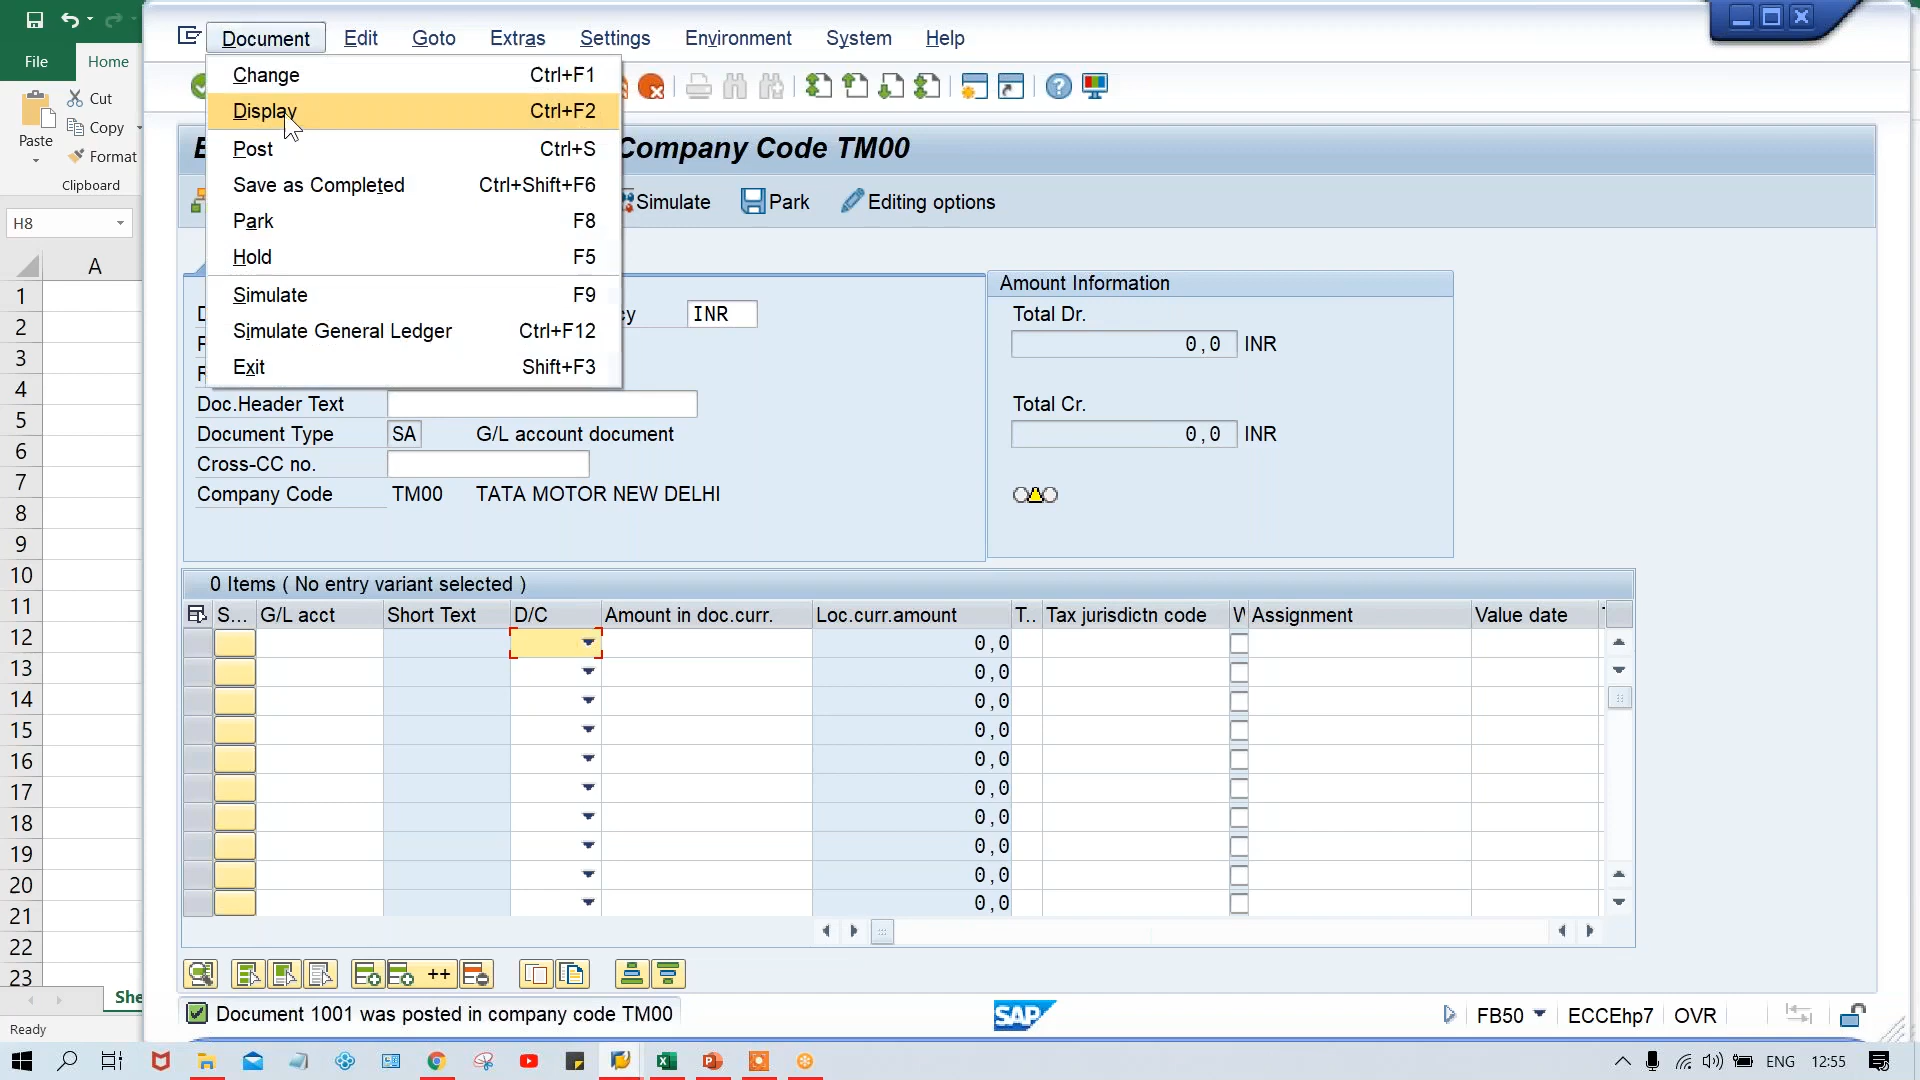 Document Edit Goto Extras Settings Environment System Help
File Home
Change Ctrl+F1
Cut
Display Ctrl+F2
Copy
Paste
Post Ctrl+S
Company Code TM00
Format
Clipboard
Save as Completed Ctrl+Shift+F6
Simulate Park Editing options
Park F8
H8
Hold F5
A
Amount Information
Simulate F9
INR
Total Dr.
Simulate General Ledger Ctrl+F12
0,0 INR
Exit Shift+F3
Doc.Header Text
Total Cr.
Document Type SA G/L account document
0,0 INR
Cross-CC no.
Company Code TM00 TATA MOTOR NEW DELHI
0 Items ( No entry variant selected )
S... G/L acct Short Text D/C Amount in doc.curr. Loc.curr.amount T.. Tax jurisdictn code W Assignment Value date
0,0
0,0
0,0
0,0
0,0
0,0
0,0
0,0
0,0
0,0
1
2
3
4
5
6
7
8
9
10
11
12
13
14
15
16
17
18
19
20
21
22
23
++
She
Document 1001 was posted in company code TM00
SAP
FB50 ECCEhp7 OVR
Ready
ENG 12:55